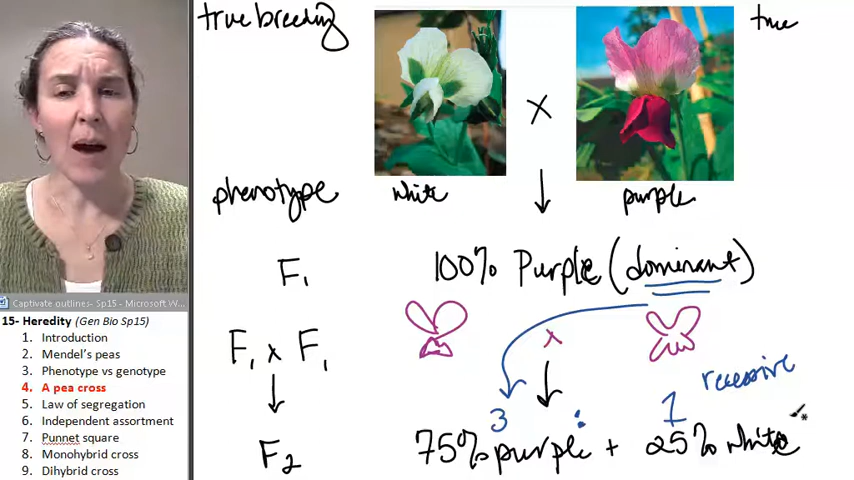 true breeding
true
X
phenotype
white
purple
F1
100% Purple (dominant)
F1 x F1
x
recessive
3 : 1
F2
75% purple + 25% white
Captivate outlines- Sp15 - Microsoft W...
15- Heredity (Gen Bio Sp15)
1. Introduction
2. Mendel's peas
3. Phenotype vs genotype
4. A pea cross
5. Law of segregation
6. Independent assortment
7. Punnet square
8. Monohybrid cross
9. Dihybrid cross